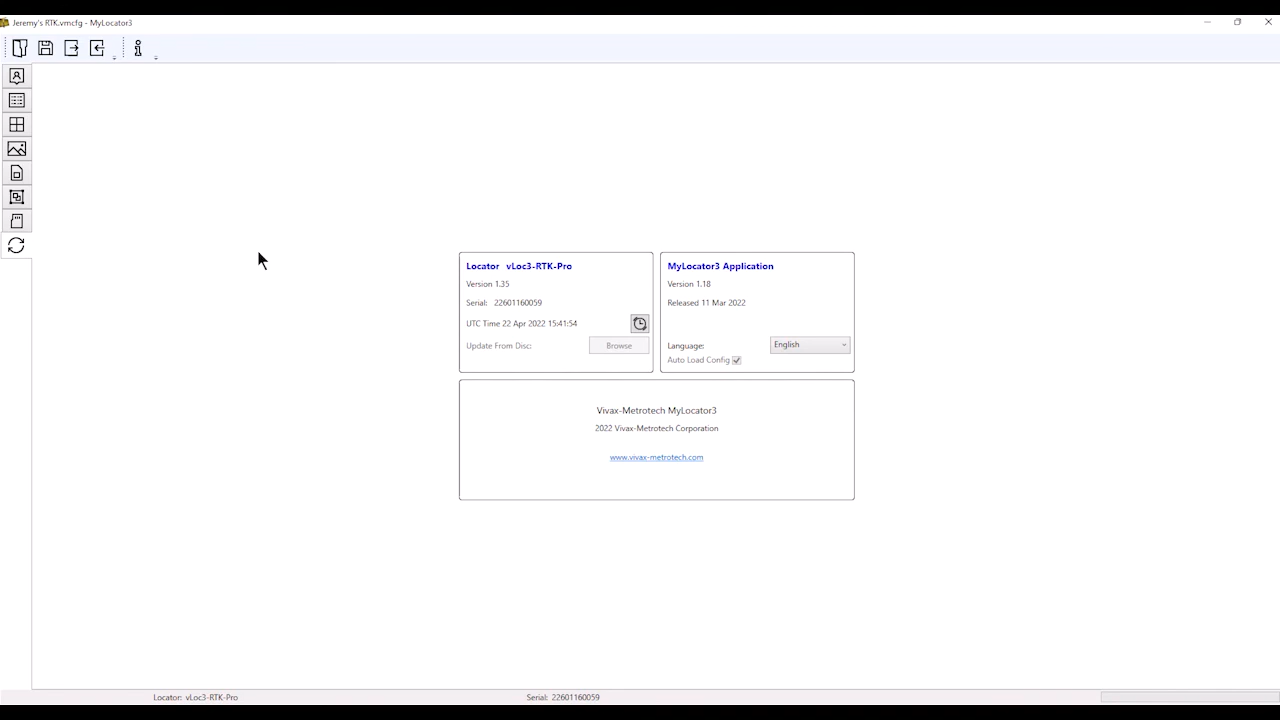 Jeremy's RTK.vmcfg - MyLocator3
Locator vLoc3-RTK-Pro
Version 1.35
Serial: 22601160059
UTC Time 22 Apr 2022 15:41:54
Update From Disc:
Browse
MyLocator3 Application
Version 1.18
Released 11 Mar 2022
Language:
English
Auto Load Config
Vivax-Metrotech MyLocator3
2022 Vivax-Metrotech Corporation
www.vivax-metrotech.com
Locator: vLoc3-RTK-Pro
Serial: 22601160059